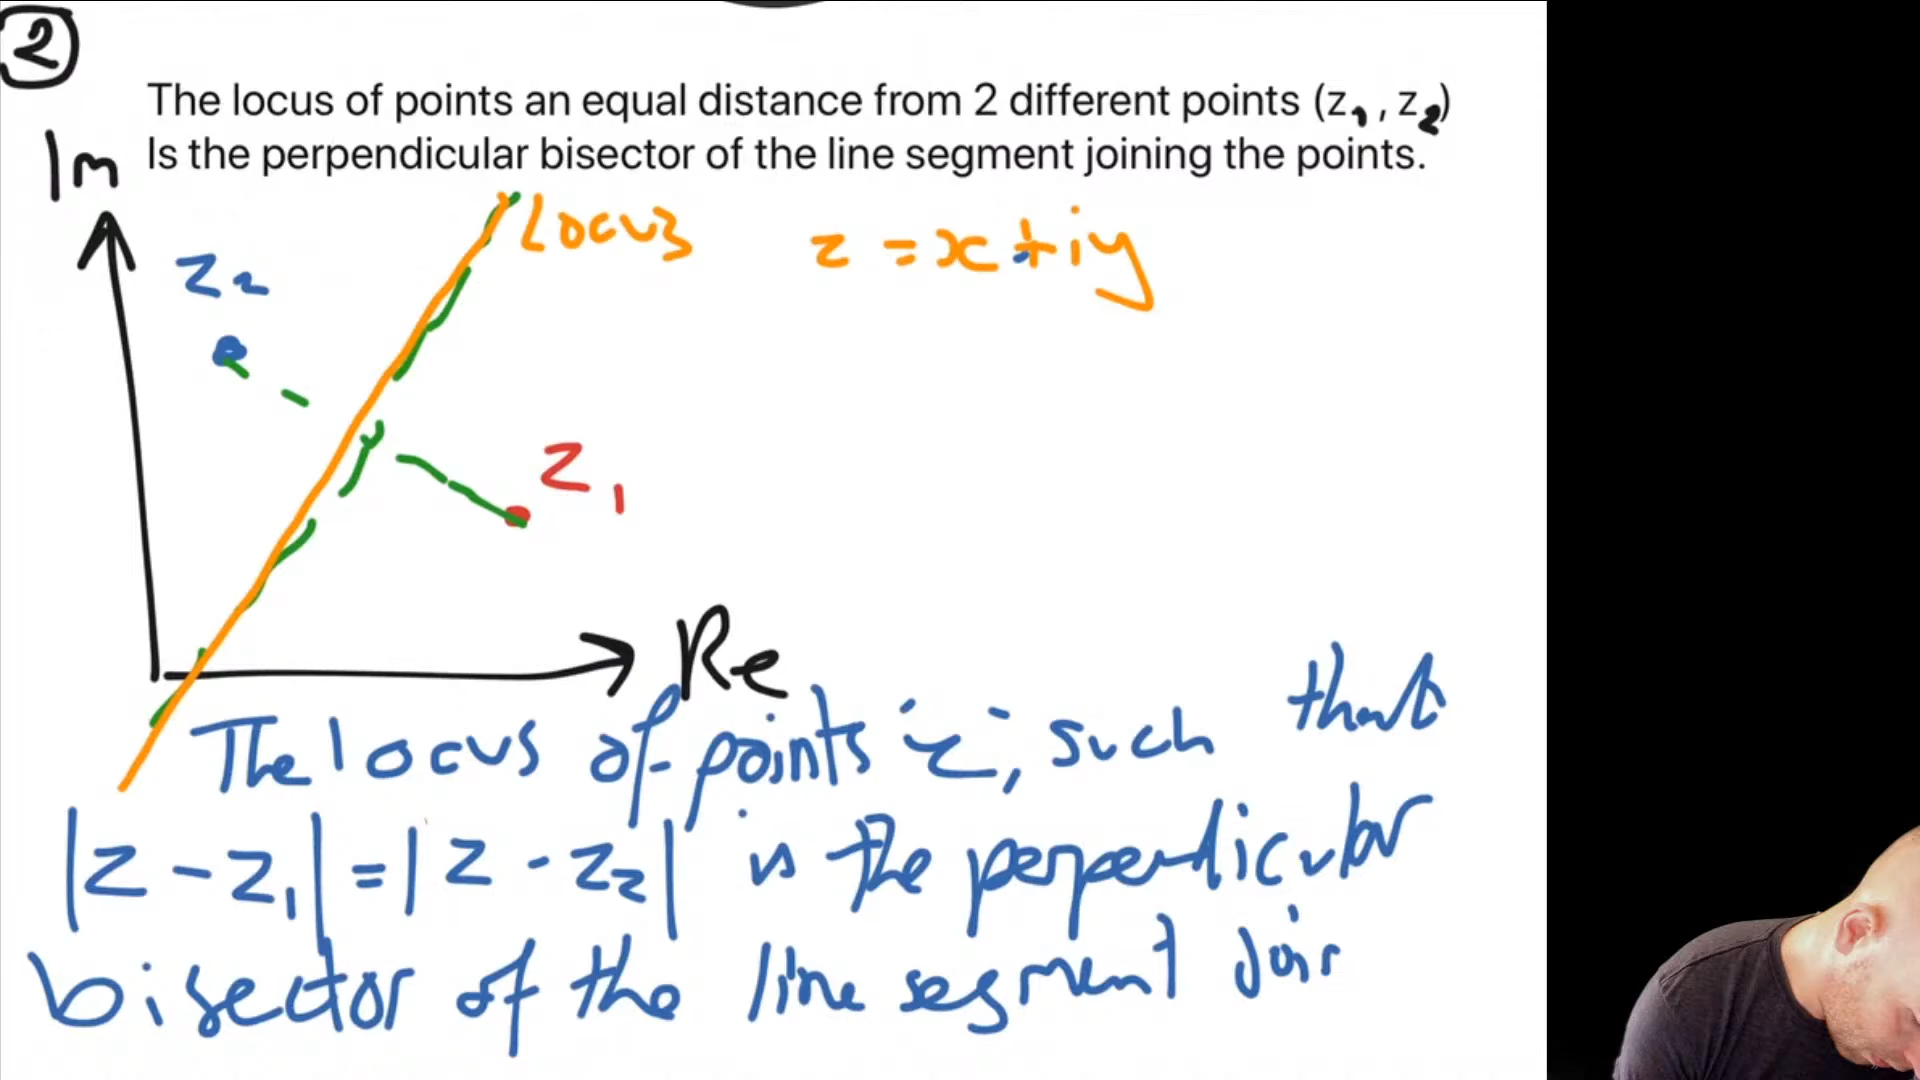 2
The locus of points an equal distance from 2 different points (z₁, z₂)
Is the perpendicular bisector of the line segment joining the points.
Im
Locus
z = x + iy
z₂
z₁
Re
The locus of points 'z', such that
|z - z₁| = |z - z₂| is the perpendicular
bisector of the line segment join